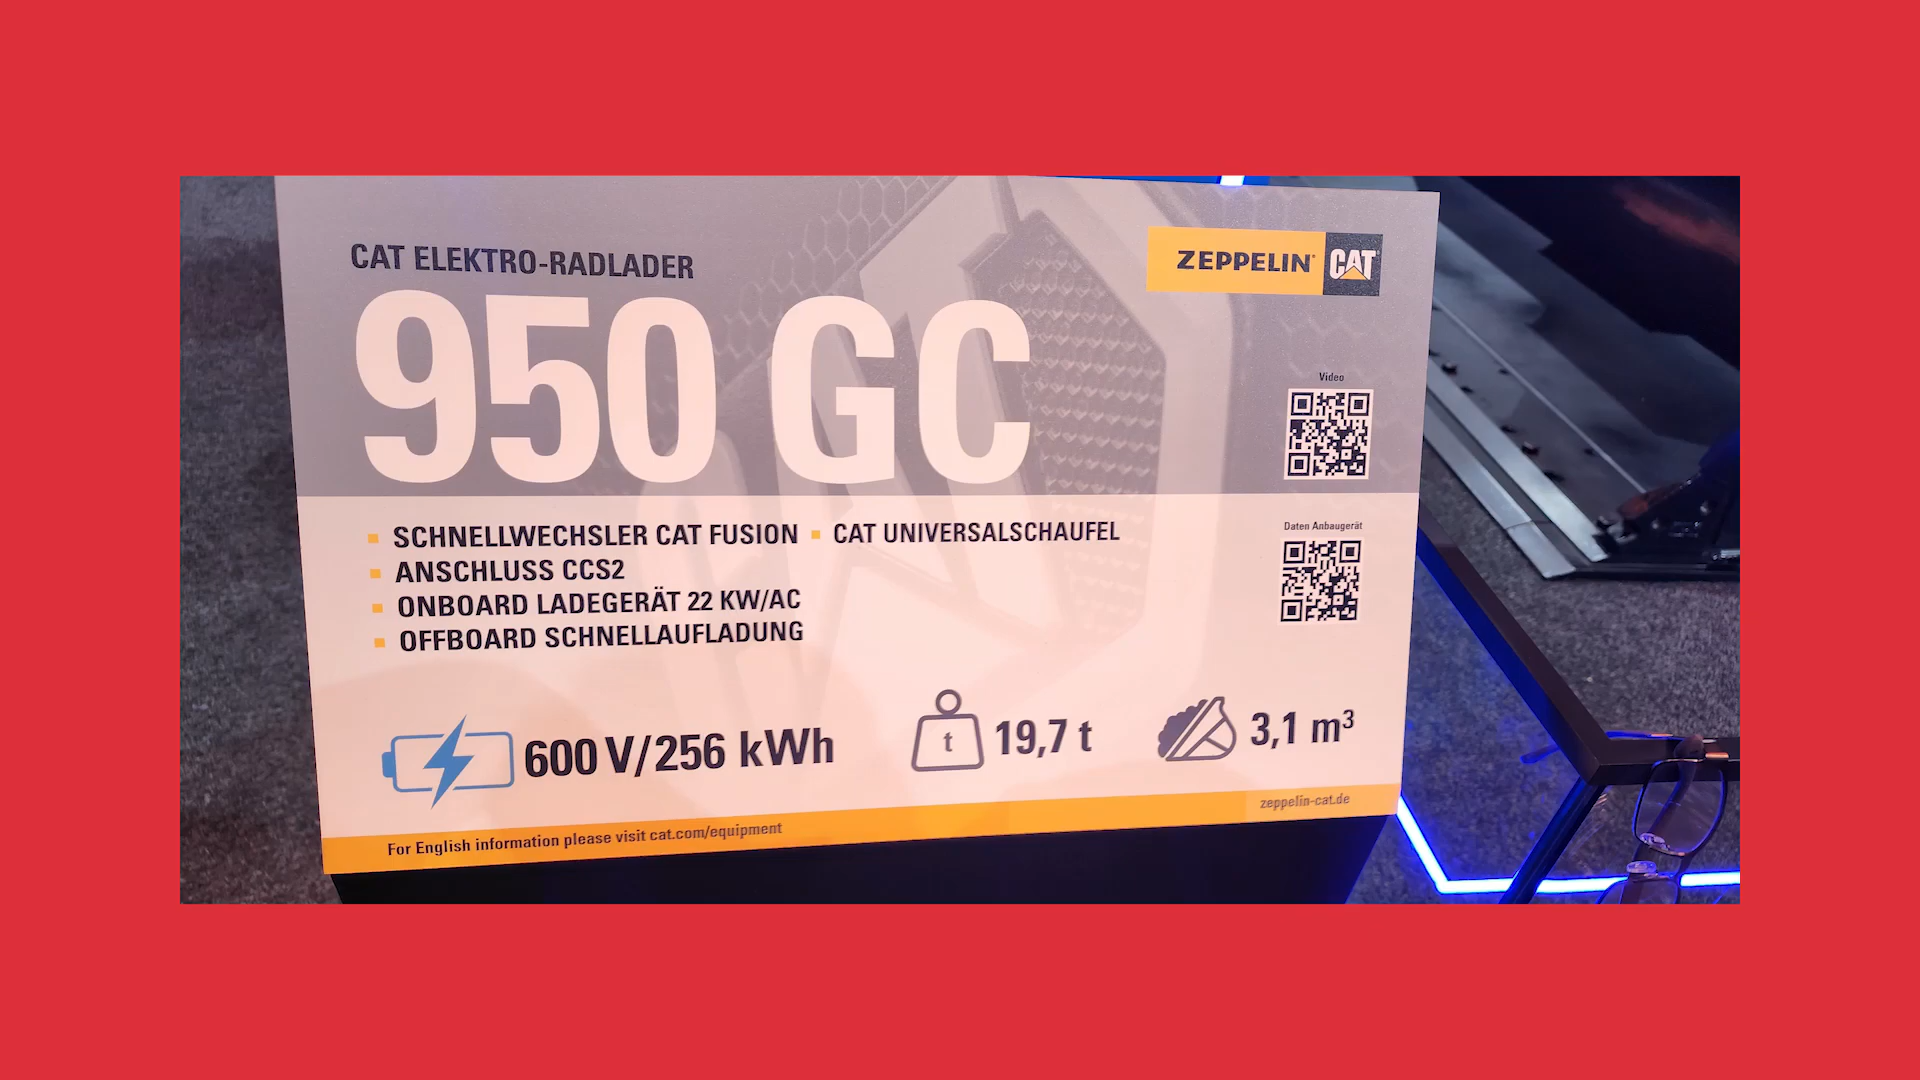 CAT ELEKTRO-RADLADER
950 GC
ZEPPELIN CAT
Video
▪ SCHNELLWECHSLER CAT FUSION ▪ CAT UNIVERSALSCHAUFEL
▪ ANSCHLUSS CCS2
▪ ONBOARD LADEGERÄT 22 KW/AC
▪ OFFBOARD SCHNELLAUFLADUNG
Daten Anbaugerät
600 V/256 kWh
t 19,7 t
3,1 m³
For English information please visit cat.com/equipment
zeppelin-cat.de